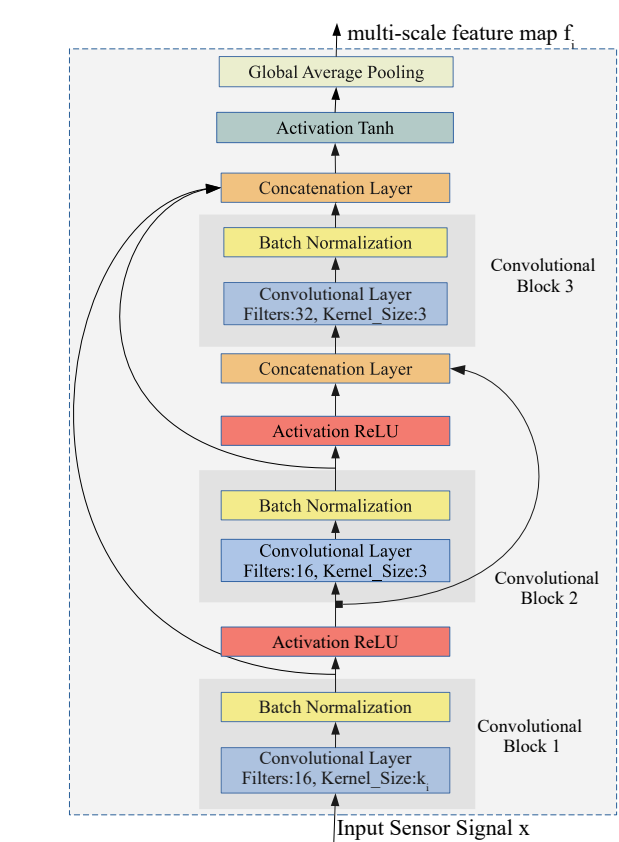 multi-scale feature map fi
Global Average Pooling
Activation Tanh
Concatenation Layer
Batch Normalization
Convolutional Layer
Filters:32, Kernel_Size:3
Convolutional
Block 3
Concatenation Layer
Activation ReLU
Batch Normalization
Convolutional Layer
Filters:16, Kernel_Size:3
Convolutional
Block 2
Activation ReLU
Batch Normalization
Convolutional Layer
Filters:16, Kernel_Size:ki
Convolutional
Block 1
Input Sensor Signal x